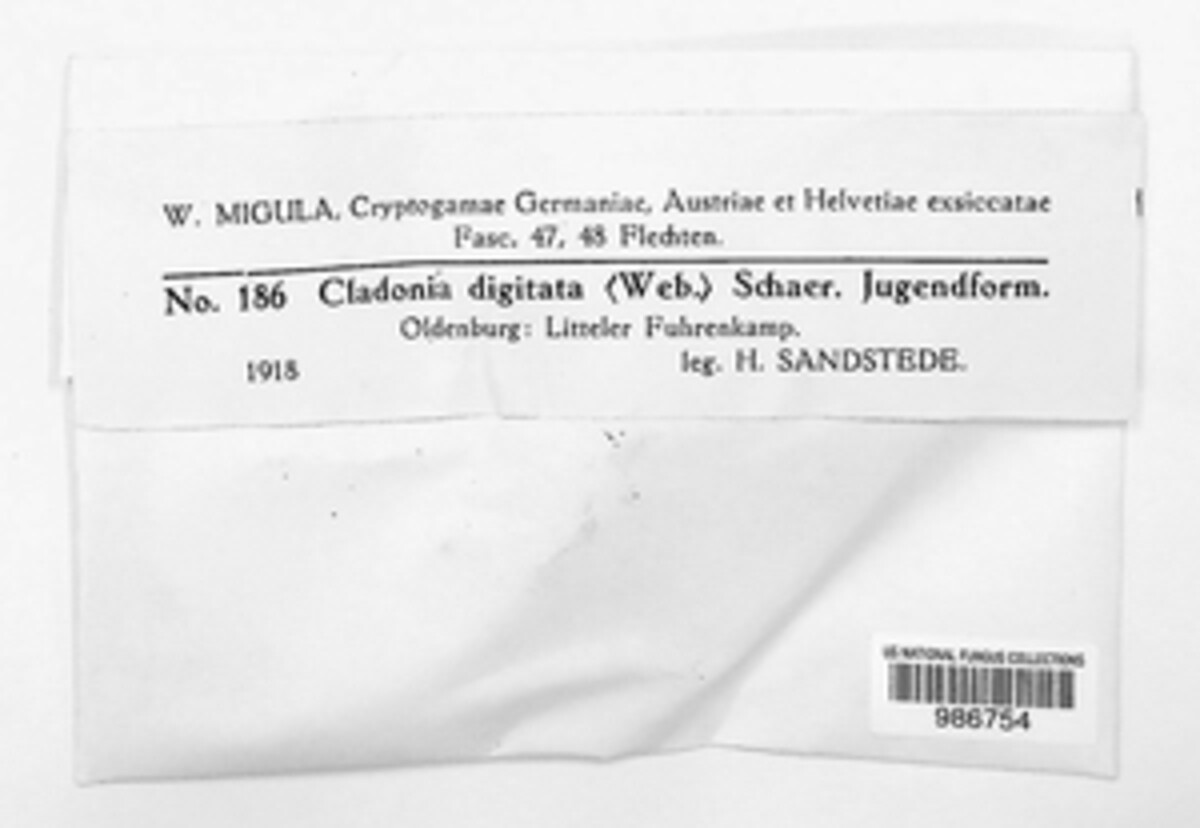 W. MIGULA, Cryptogamae Germaniae, Austriae et Helvetiae exsiccatae
Fasc. 47, 48 Flechten.
No. 186 Cladonia digitata (Web.) Schaer. Jugendform.
Oldenburg: Litteler Fuhrenkamp.
1918 leg. H. SANDSTEDE.
US NATIONAL FUNGUS COLLECTIONS
986754